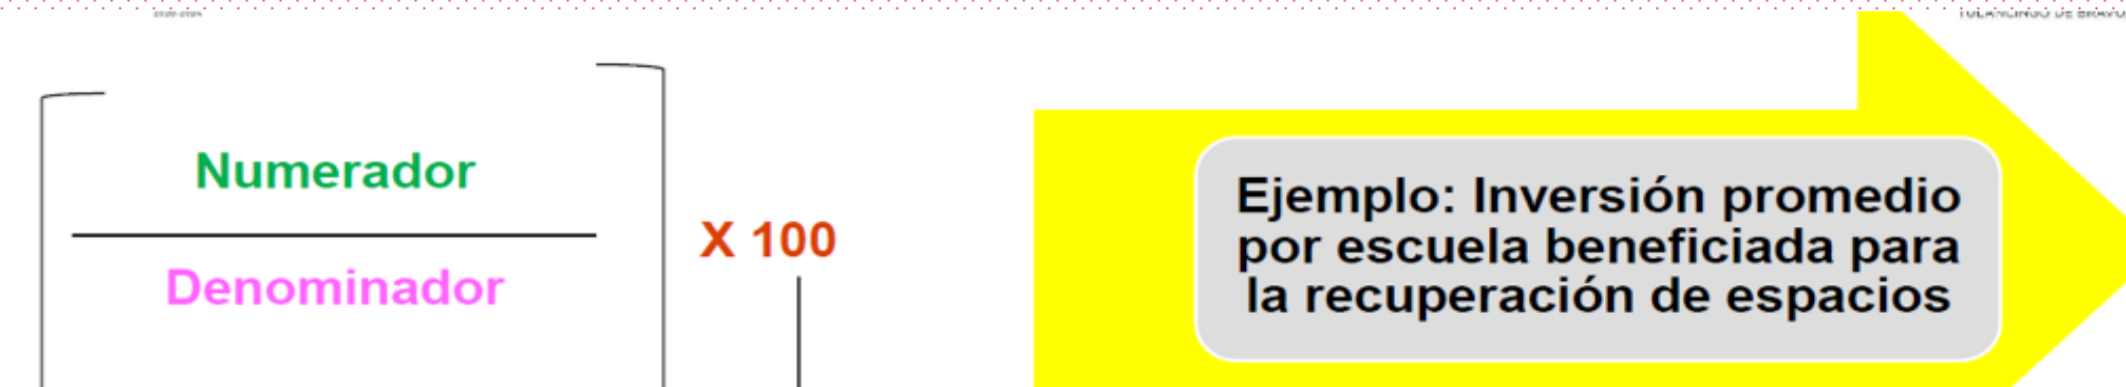 Numerador
Denominador
X 100
Ejemplo: Inversión promedio
por escuela beneficiada para
la recuperación de espacios